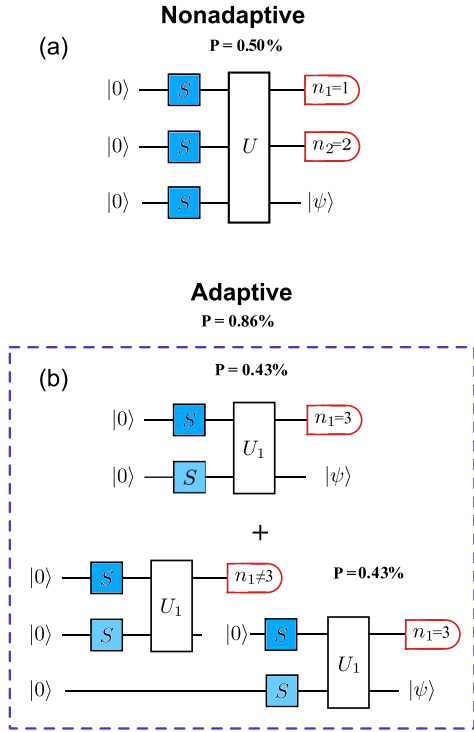 Nonadaptive
(a)
P = 0.50%
|0⟩ S n₁=1
|0⟩ S U n₂=2
|0⟩ S |ψ⟩
Adaptive
P = 0.86%
(b)
P = 0.43%
|0⟩ S n₁=3
U₁
|0⟩ S |ψ⟩
+
P = 0.43%
|0⟩ S n₁≠3
U₁
|0⟩ S |0⟩ S n₁=3
U₁
|0⟩ S |ψ⟩